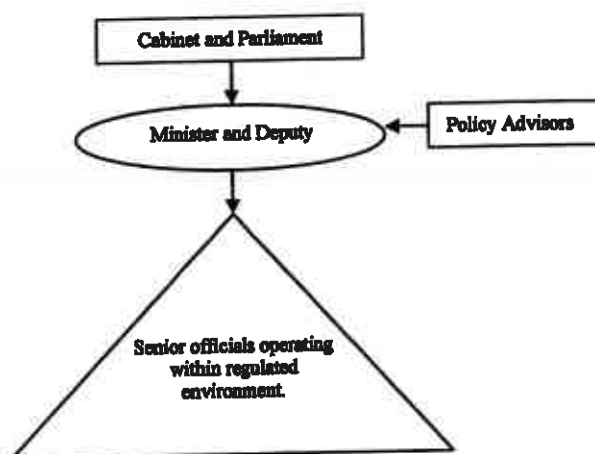 Cabinet and Parliament
Minister and Deputy
Policy Advisors
Senior officials operating
within regulated
environment.